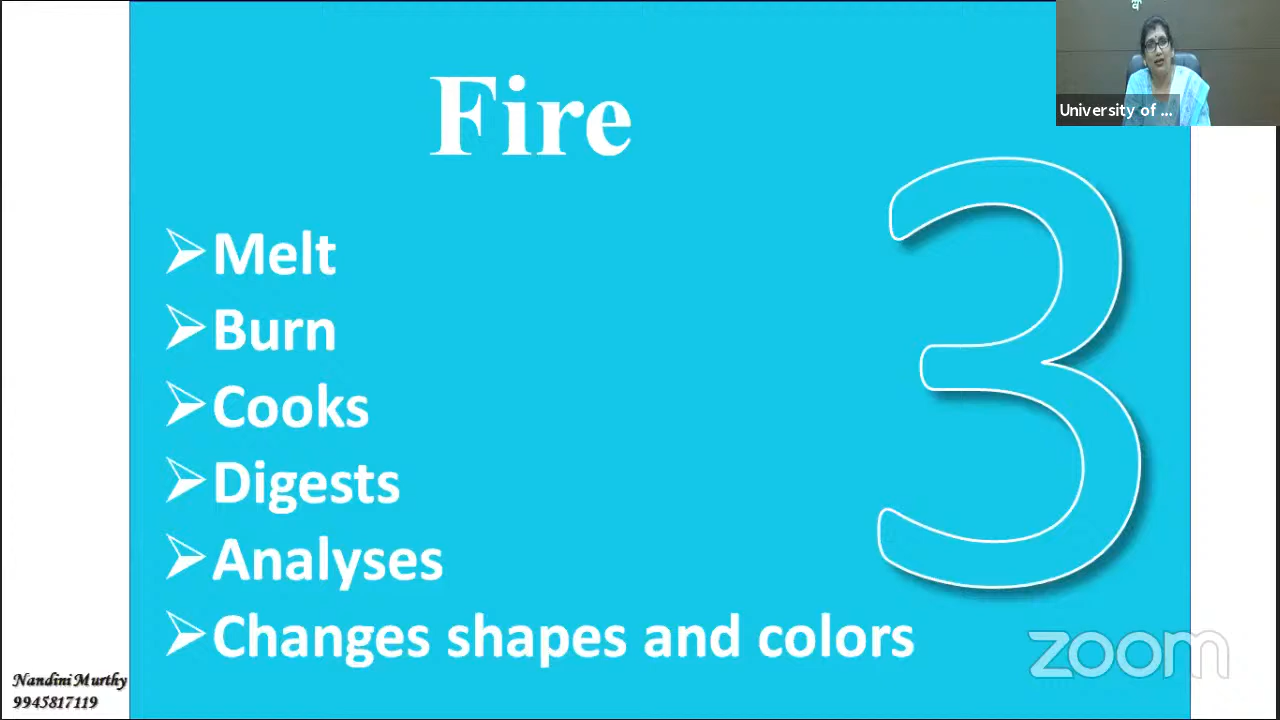 Fire
3
Melt
Burn
Cooks
Digests
Analyses
Changes shapes and colors
University of ...
zoom
Nandini Murthy
9945817119